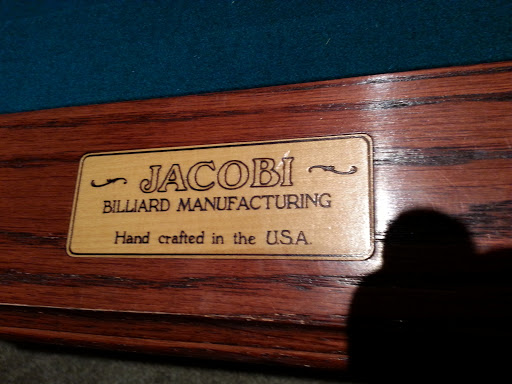 JACOBI
BILLIARD MANUFACTURING
Hand crafted in the U.S.A.